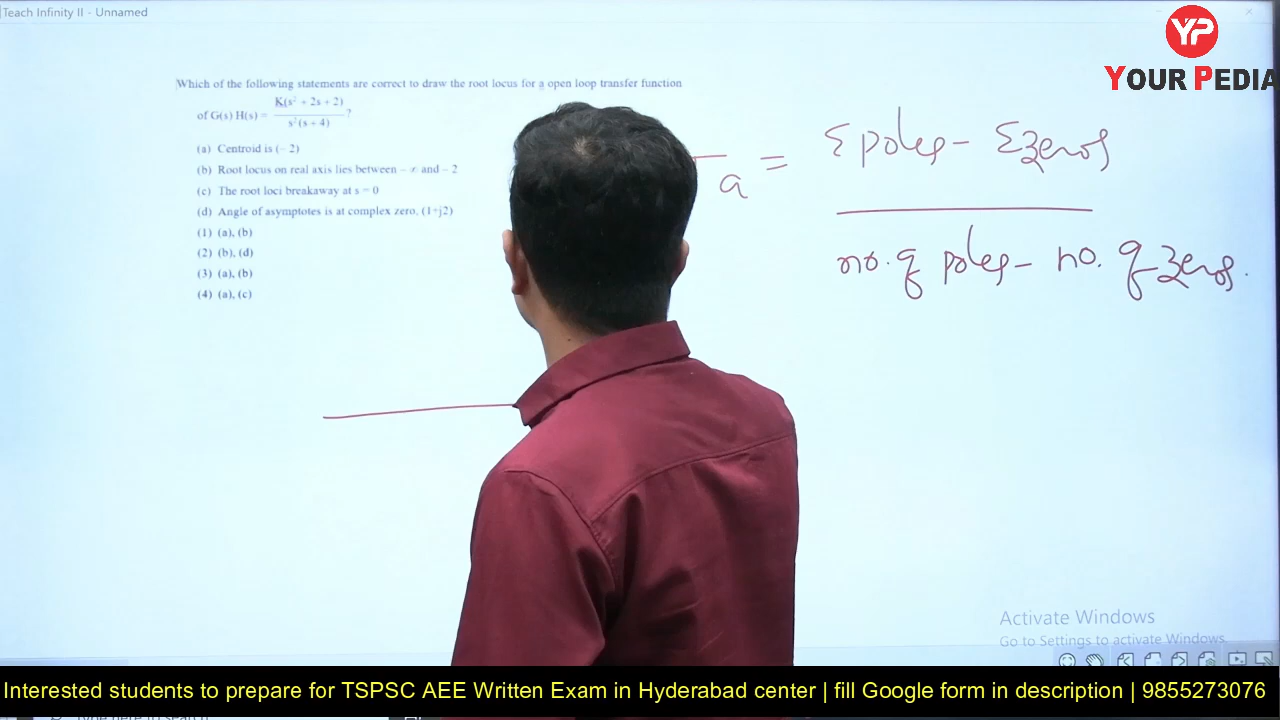 Teach Infinity II - Unnamed
YP
YOUR PEDIA
Which of the following statements are correct to draw the root locus for a open loop transfer function
of G(s) H(s) = K(s² + 2s + 2) / s²(s + 4) ?
(a) Centroid is (– 2)
(b) Root locus on real axis lies between – ∞ and – 2
(c) The root loci breakaway at s = 0
(d) Angle of asymptotes is at complex zero, (1+j2)
(1) (a), (b)
(2) (b), (d)
(3) (a), (b)
(4) (a), (c)
a = Σ poles – Σ zeros
no. of poles – no. of zeros.
Activate Windows
Go to Settings to activate Windows.
Interested students to prepare for TSPSC AEE Written Exam in Hyderabad center | fill Google form in description | 9855273076